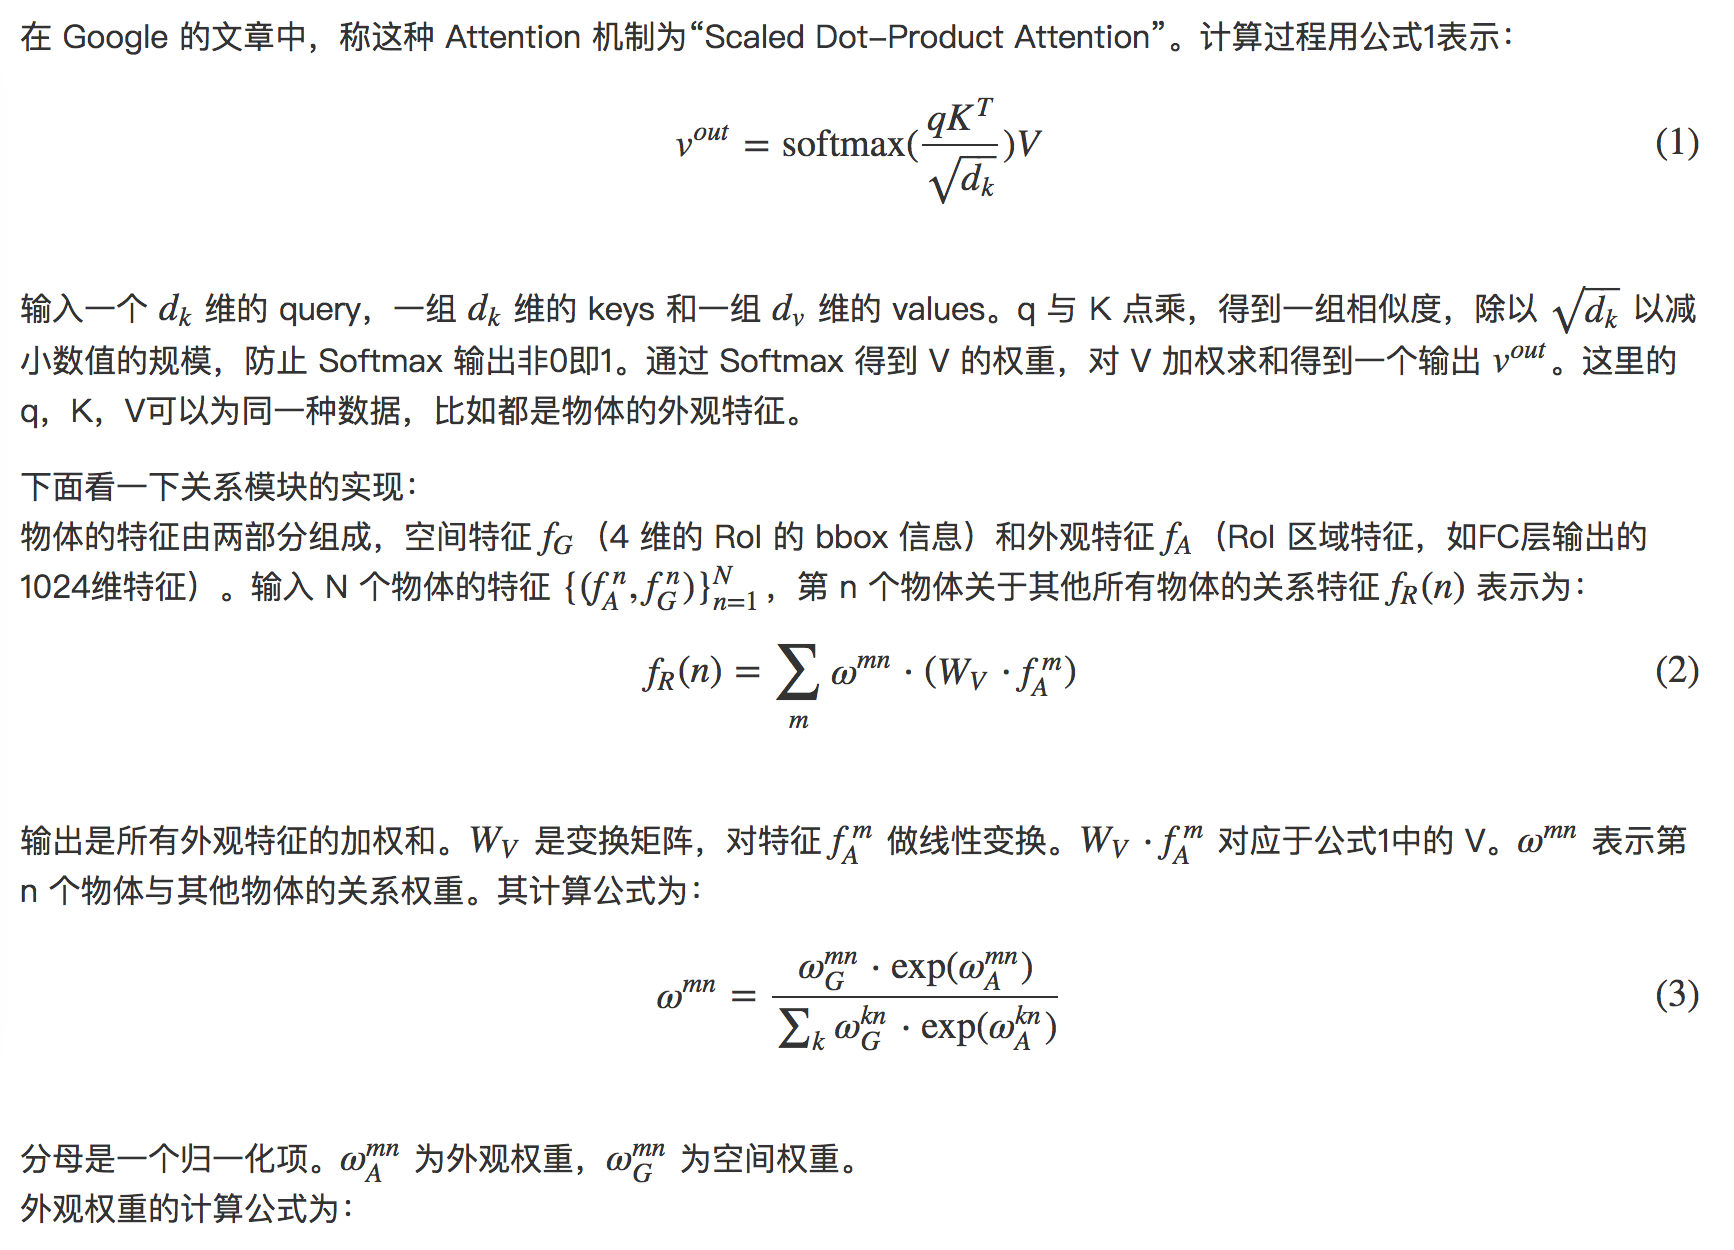 在 Google 的文章中，称这种 Attention 机制为“Scaled Dot-Product Attention”。计算过程用公式1表示：
v^{out} = softmax(\frac{qK^T}{\sqrt{d_k}})V (1)
输入一个 d_k 维的 query，一组 d_k 维的 keys 和一组 d_v 维的 values。q 与 K 点乘，得到一组相似度，除以 \sqrt{d_k} 以减
小数值的规模，防止 Softmax 输出非0即1。通过 Softmax 得到 V 的权重，对 V 加权求和得到一个输出 v^{out}。这里的
q，K，V可以为同一种数据，比如都是物体的外观特征。
下面看一下关系模块的实现：
物体的特征由两部分组成，空间特征 f_G（4 维的 RoI 的 bbox 信息）和外观特征 f_A（RoI 区域特征，如FC层输出的
1024维特征）。输入 N 个物体的特征 \{(f_A^n, f_G^n)\}_{n=1}^N，第 n 个物体关于其他所有物体的关系特征 f_R(n) 表示为：
f_R(n) = \sum_m ω^{mn} · (W_V · f_A^m) (2)
输出是所有外观特征的加权和。W_V 是变换矩阵，对特征 f_A^m 做线性变换。W_V · f_A^m 对应于公式1中的 V。ω^{mn} 表示第
n 个物体与其他物体的关系权重。其计算公式为：
ω^{mn} = \frac{ω_G^{mn} · exp(ω_A^{mn})}{\sum_k ω_G^{kn} · exp(ω_A^{kn})} (3)
分母是一个归一化项。ω_A^{mn} 为外观权重，ω_G^{mn} 为空间权重。
外观权重的计算公式为：